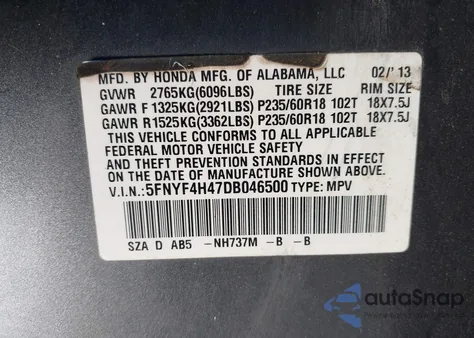 MFD. BY HONDA MFG. OF ALABAMA, LLC 02/'13
GVWR 2765KG(6096LBS) TIRE SIZE RIM SIZE
GAWR F 1325KG(2921LBS) P235/60R18 102T 18X7.5J
GAWR R 1525KG(3362LBS) P235/60R18 102T 18X7.5J
THIS VEHICLE CONFORMS TO ALL APPLICABLE
FEDERAL MOTOR VEHICLE SAFETY
AND THEFT PREVENTION STANDARDS IN EFFECT
ON THE DATE OF MANUFACTURE SHOWN ABOVE.
V.I.N.: 5FNYF4H47DB046500 TYPE: MPV
SZA D AB5 -NH737M -B -B
autoSnap